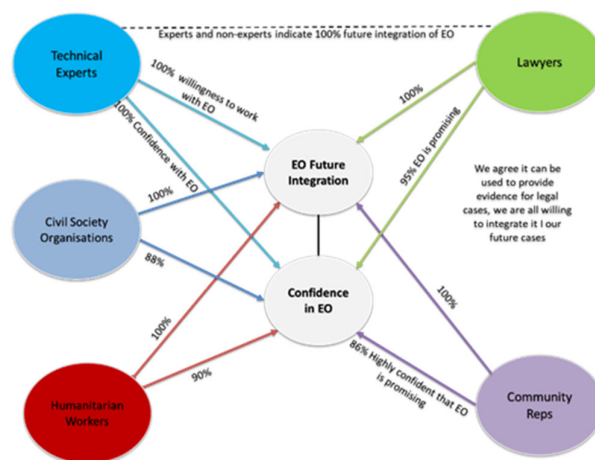 Experts and non-experts indicate 100% future integration of EO
Technical
Experts
Lawyers
100% willingness to work
with EO
100% Confidence with EO
100%
95% EO is promising
EO Future
Integration
We agree it can be
used to provide
evidence for legal
cases, we are all willing
to integrate it I our
future cases
Civil Society
Organisations
100%
88%
Confidence
in EO
100%
90%
100%
86% Highly confident that EO
is promising
Humanitarian
Workers
Community
Reps